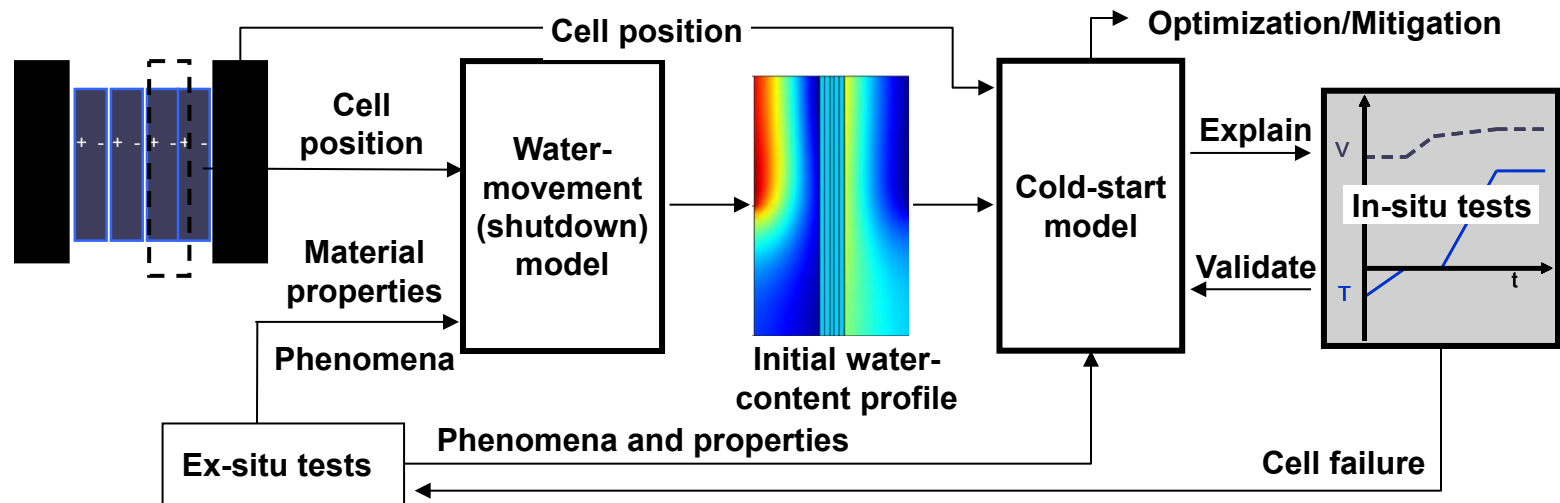 Cell position
Optimization/Mitigation
+ - + - + - + -
Cell
position
Water-
movement
(shutdown)
model
Cold-start
model
Explain
V
In-situ tests
Validate
T
t
Material
properties
Phenomena
Initial water-
content profile
Ex-situ tests
Phenomena and properties
Cell failure